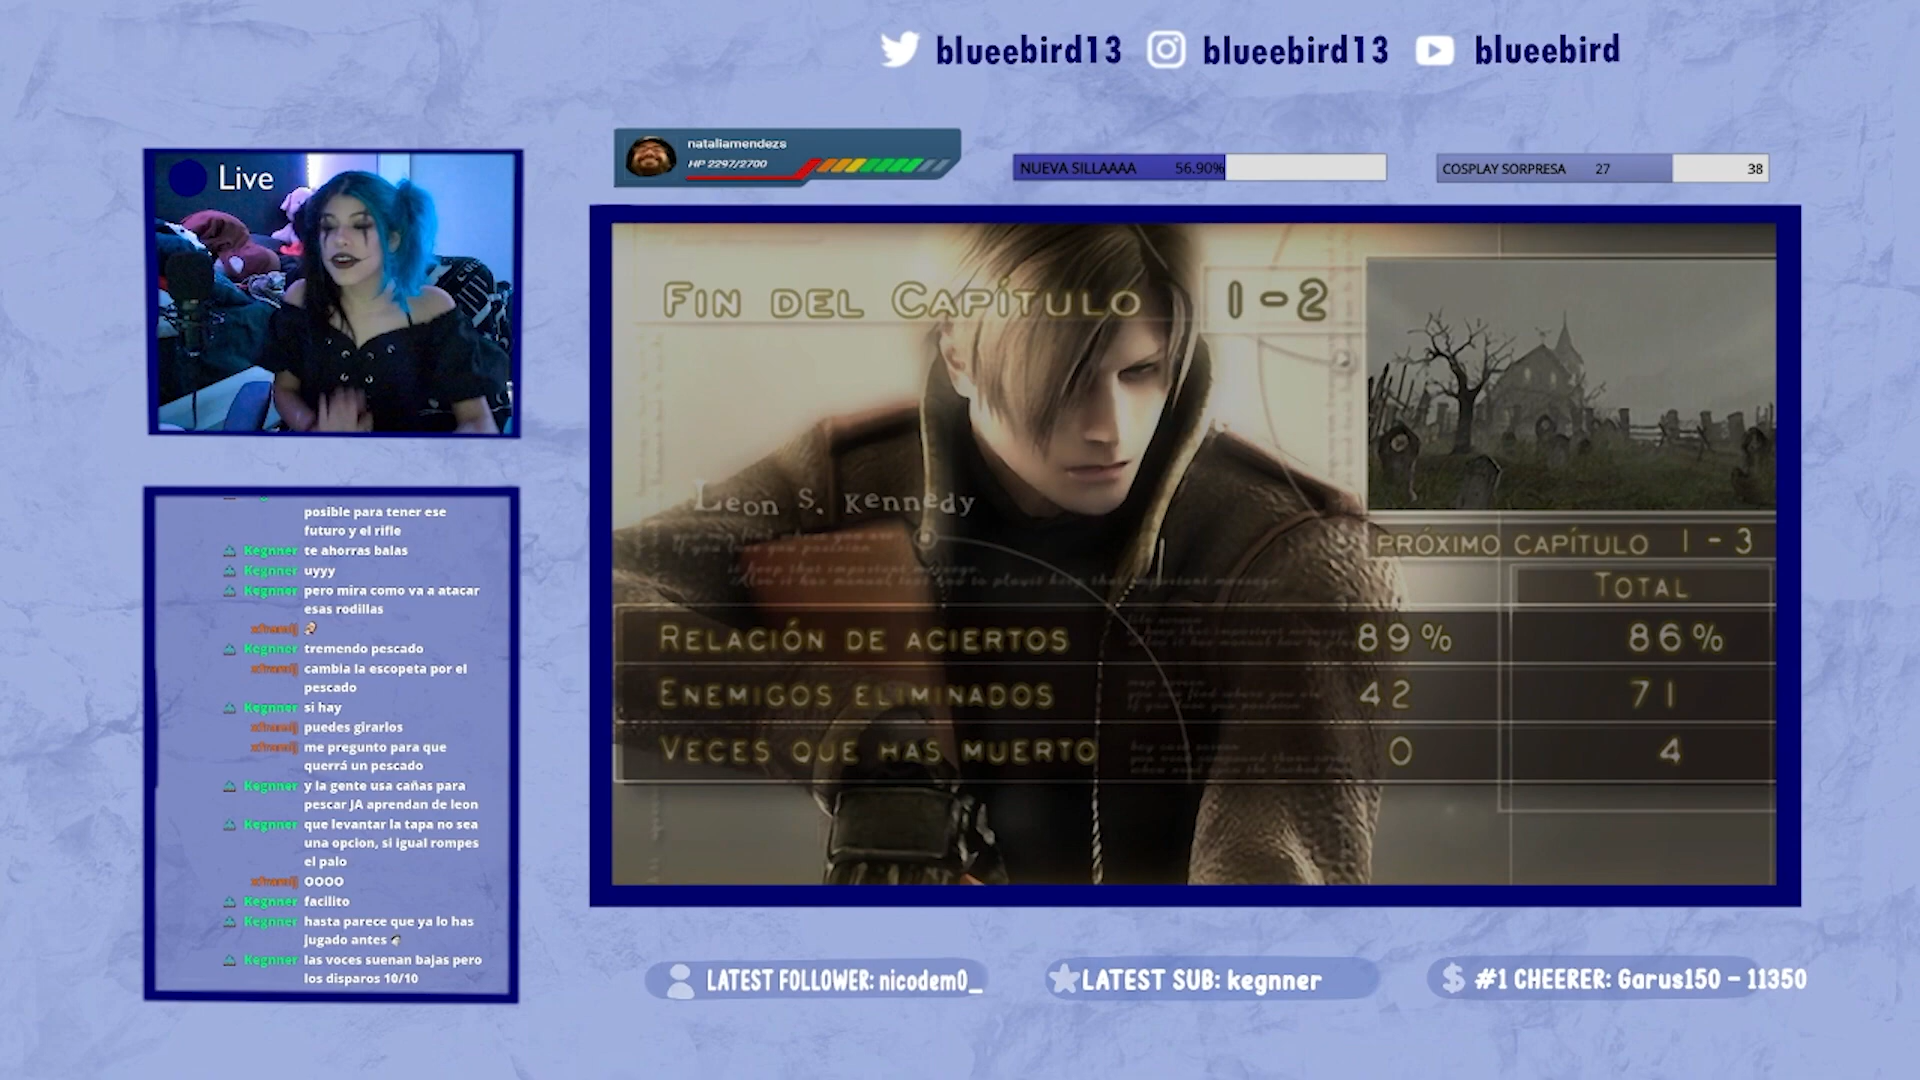 blueebird13
blueebird13
blueebird
nataliamendezs
HP 2297/2700
NUEVA SILLAAAA 56.90%
COSPLAY SORPRESA 27 38
Live
FIN DEL CAPÍTULO 1-2
Leon S. Kennedy
PRÓXIMO CAPÍTULO 1-3
TOTAL
RELACIÓN DE ACIERTOS 89% 86%
ENEMIGOS ELIMINADOS 42 71
VECES QUE HAS MUERTO 0 4
posible para tener ese
futuro y el rifle
Kegnner te ahorras balas
Kegnner uyyy
Kegnner pero mira como va a atacar
esas rodillas
Kegnner tremendo pescado
cambia la escopeta por el
pescado
Kegnner si hay
puedes girarlos
me pregunto para que
querrá un pescado
Kegnner y la gente usa cañas para
pescar JA aprendan de leon
Kegnner que levantar la tapa no sea
una opcion, si igual rompes
el palo
OOOO
Kegnner facilito
Kegnner hasta parece que ya lo has
jugado antes
Kegnner las voces suenan bajas pero
los disparos 10/10
LATEST FOLLOWER: nicodem0_
LATEST SUB: kegnner
#1 CHEERER: Garus150 - 11350